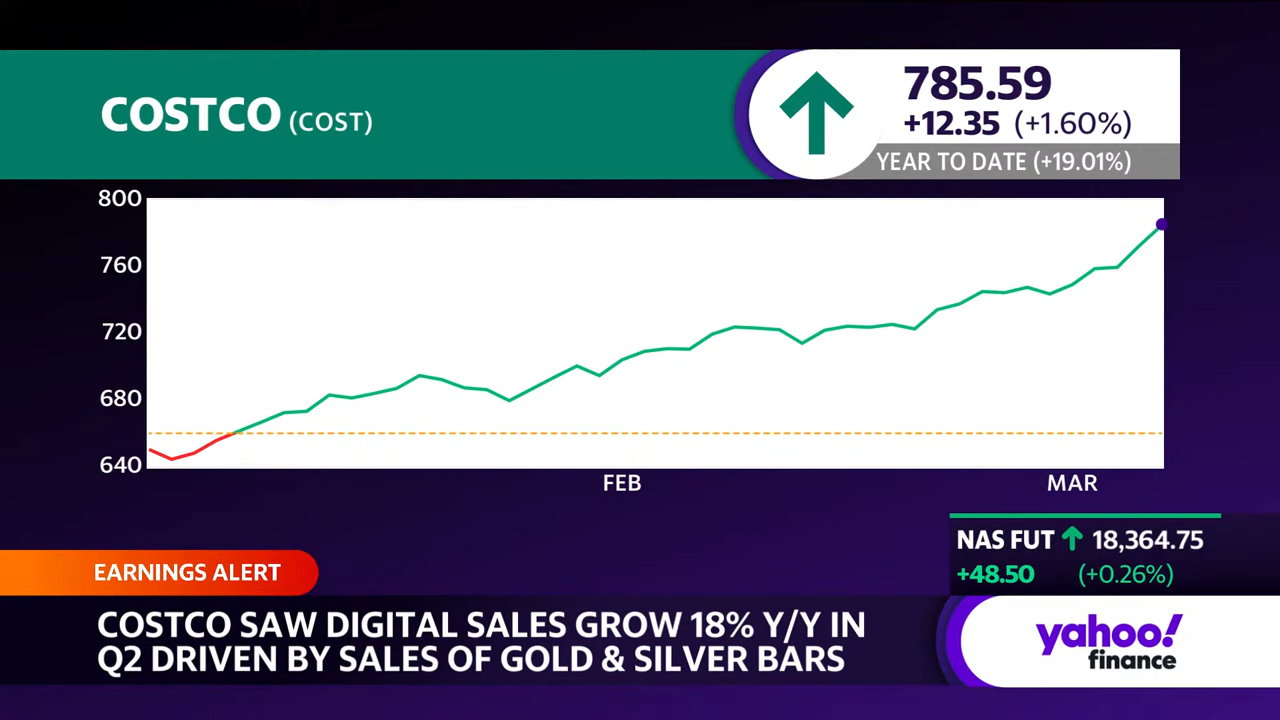 COSTCO (COST)
785.59
+12.35 (+1.60%)
YEAR TO DATE (+19.01%)
800
760
720
680
640
FEB MAR
NAS FUT 18,364.75
+48.50 (+0.26%)
EARNINGS ALERT
COSTCO SAW DIGITAL SALES GROW 18% Y/Y IN
Q2 DRIVEN BY SALES OF GOLD & SILVER BARS
yahoo!
finance